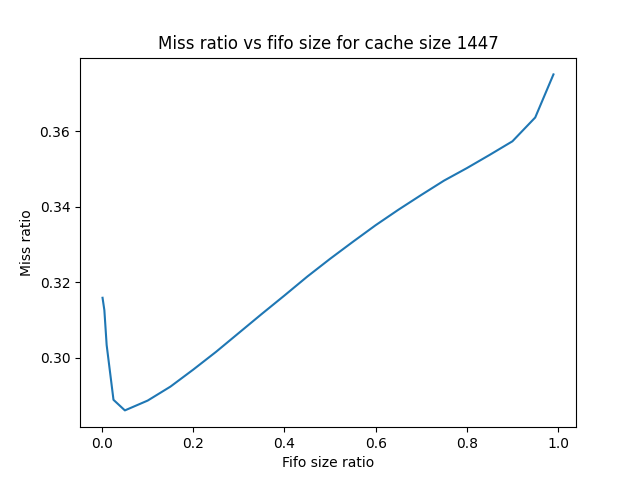 Miss ratio vs fifo size for cache size 1447
0.36
0.34
0.32
0.30
Miss ratio
0.0 0.2 0.4 0.6 0.8 1.0
Fifo size ratio